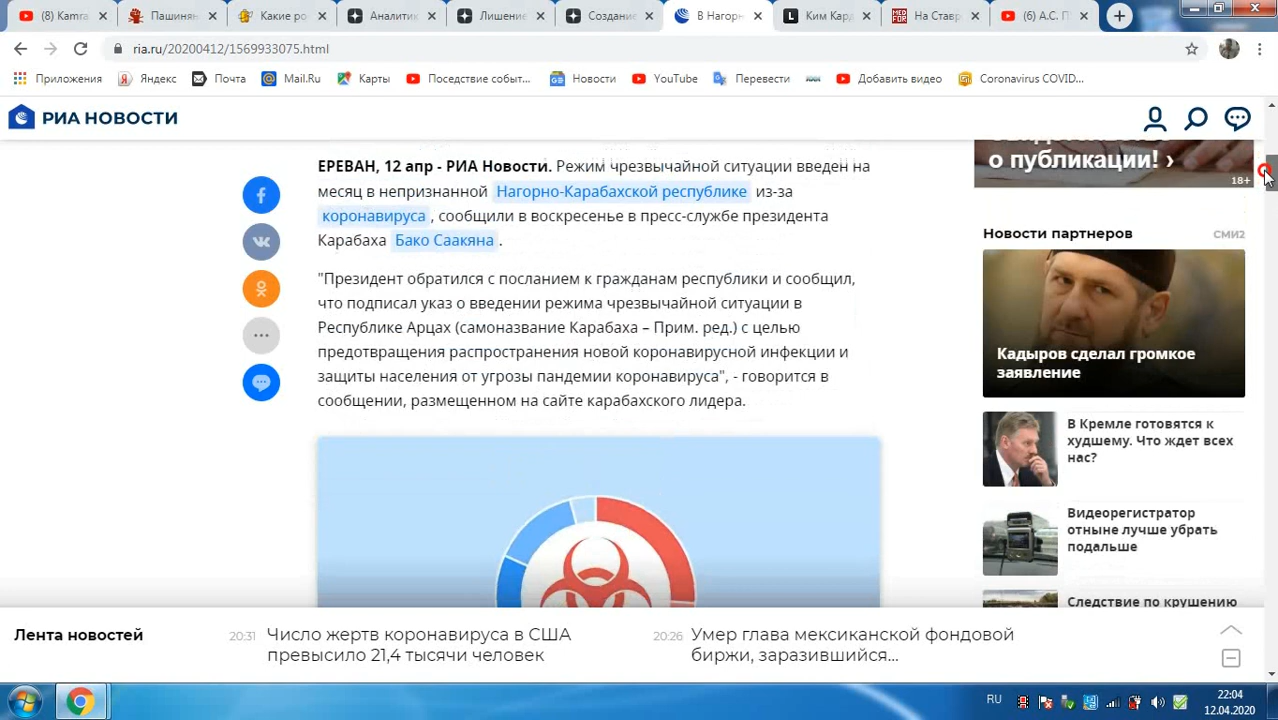 (8) Kamra
Пашинян
Какие ро
Аналитик
Лишение
Создани
В Нагорн
Ким Кард
На Ставр
(6) А.С. П
ria.ru/20200412/1569933075.html
Приложения
Яндекс
Почта
Mail.Ru
Карты
Последствие событ...
Новости
YouTube
Перевести
Добавить видео
Coronavirus COVID...
РИА НОВОСТИ
о публикации! ›
18+
ЕРЕВАН, 12 апр - РИА Новости. Режим чрезвычайной ситуации введен на
месяц в непризнанной Нагорно-Карабахской республике из-за
коронавируса , сообщили в воскресенье в пресс-службе президента
Карабаха Бако Саакяна .
"Президент обратился с посланием к гражданам республики и сообщил,
что подписал указ о введении режима чрезвычайной ситуации в
Республике Арцах (самоназвание Карабаха – Прим. ред.) с целью
предотвращения распространения новой коронавирусной инфекции и
защиты населения от угрозы пандемии коронавируса", - говорится в
сообщении, размещенном на сайте карабахского лидера.
Новости партнеров
СМИ2
Кадыров сделал громкое
заявление
В Кремле готовятся к
худшему. Что ждет всех
нас?
Видеорегистратор
отныне лучше убрать
подальше
Следствие по крушению
Лента новостей
20:31
Число жертв коронавируса в США
превысило 21,4 тысячи человек
20:26
Умер глава мексиканской фондовой
биржи, заразившийся...
RU
22:04
12.04.2020